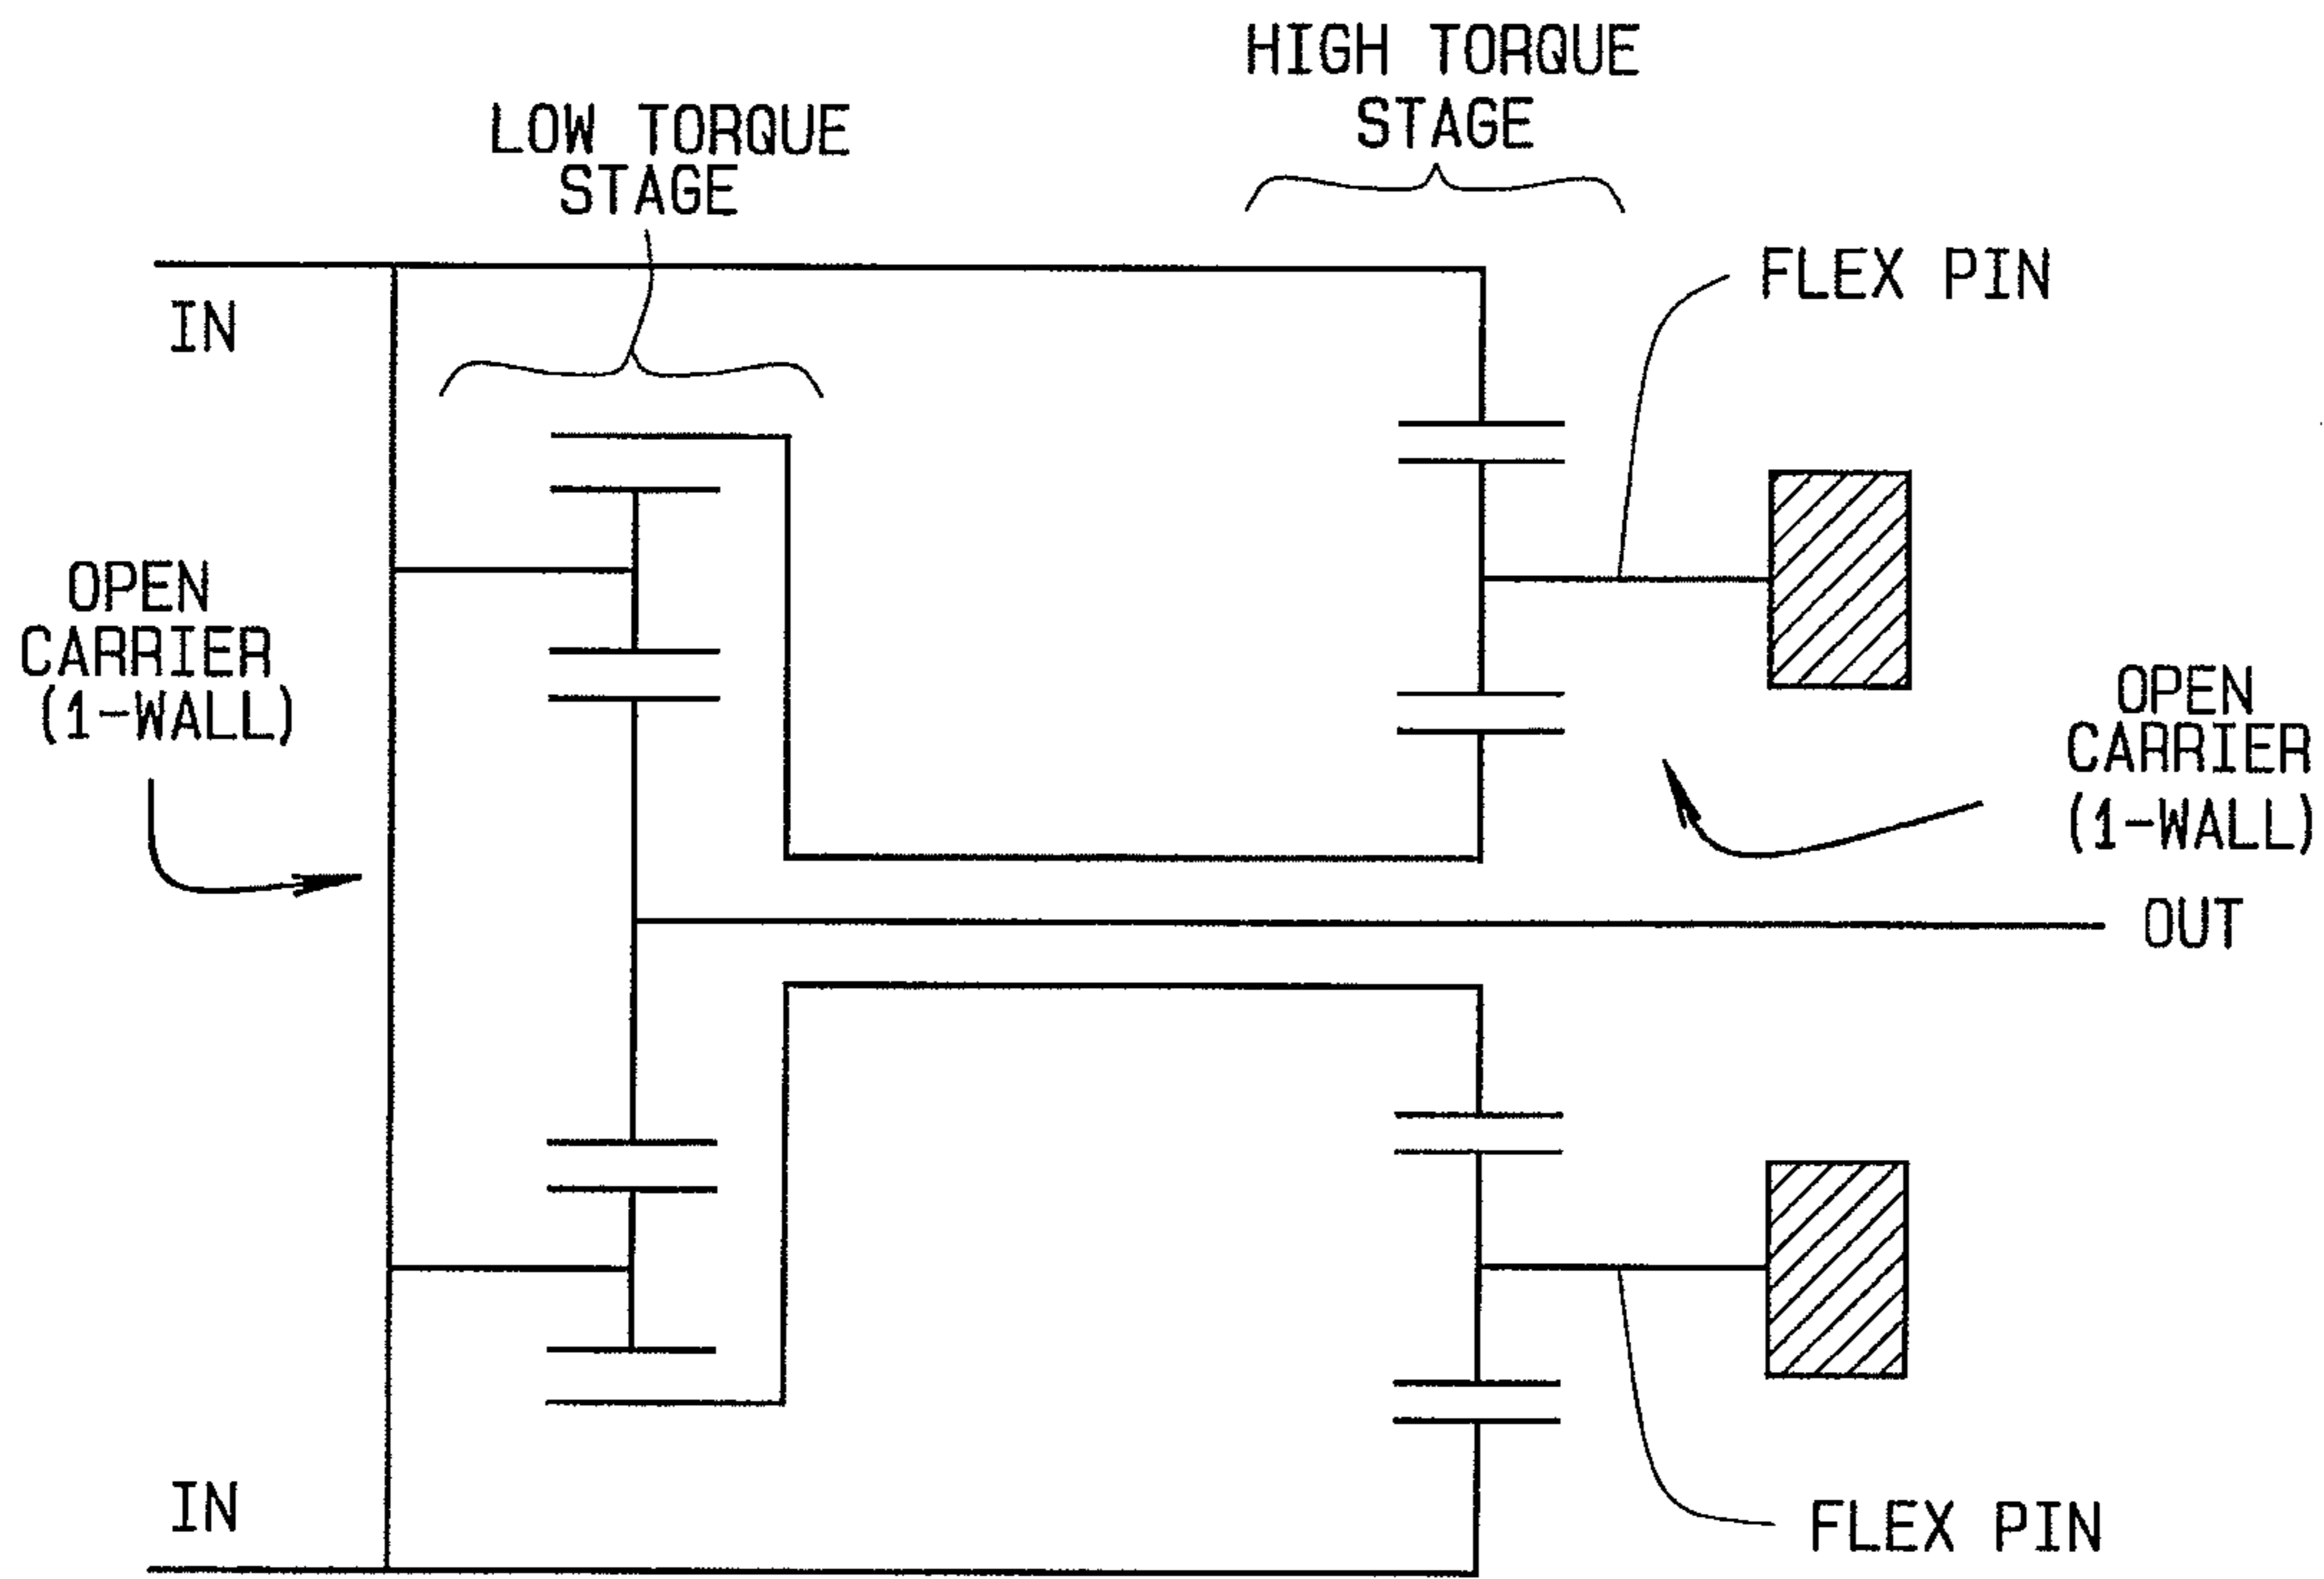 HIGH TORQUE
STAGE
LOW TORQUE
STAGE
FLEX PIN
IN
OPEN
CARRIER
(1-WALL)
OPEN
CARRIER
(1-WALL)
OUT
IN
FLEX PIN